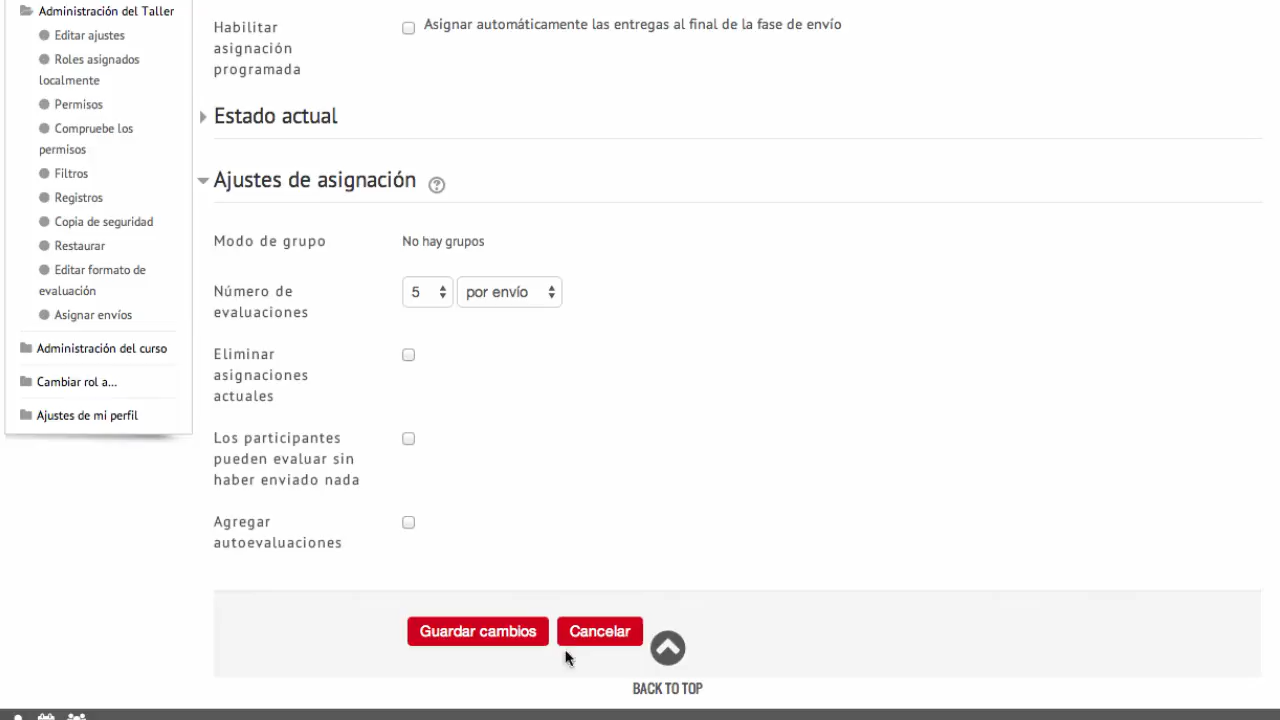 Administración del Taller
Editar ajustes
Roles asignados
localmente
Permisos
Compruebe los
permisos
Filtros
Registros
Copia de seguridad
Restaurar
Editar formato de
evaluación
Asignar envíos
Administración del curso
Cambiar rol a...
Ajustes de mi perfil
Habilitar
asignación
programada
Asignar automáticamente las entregas al final de la fase de envío
Estado actual
Ajustes de asignación ?
Modo de grupo
No hay grupos
Número de
evaluaciones
5 por envío
Eliminar
asignaciones
actuales
Los participantes
pueden evaluar sin
haber enviado nada
Agregar
autoevaluaciones
Guardar cambios Cancelar
BACK TO TOP